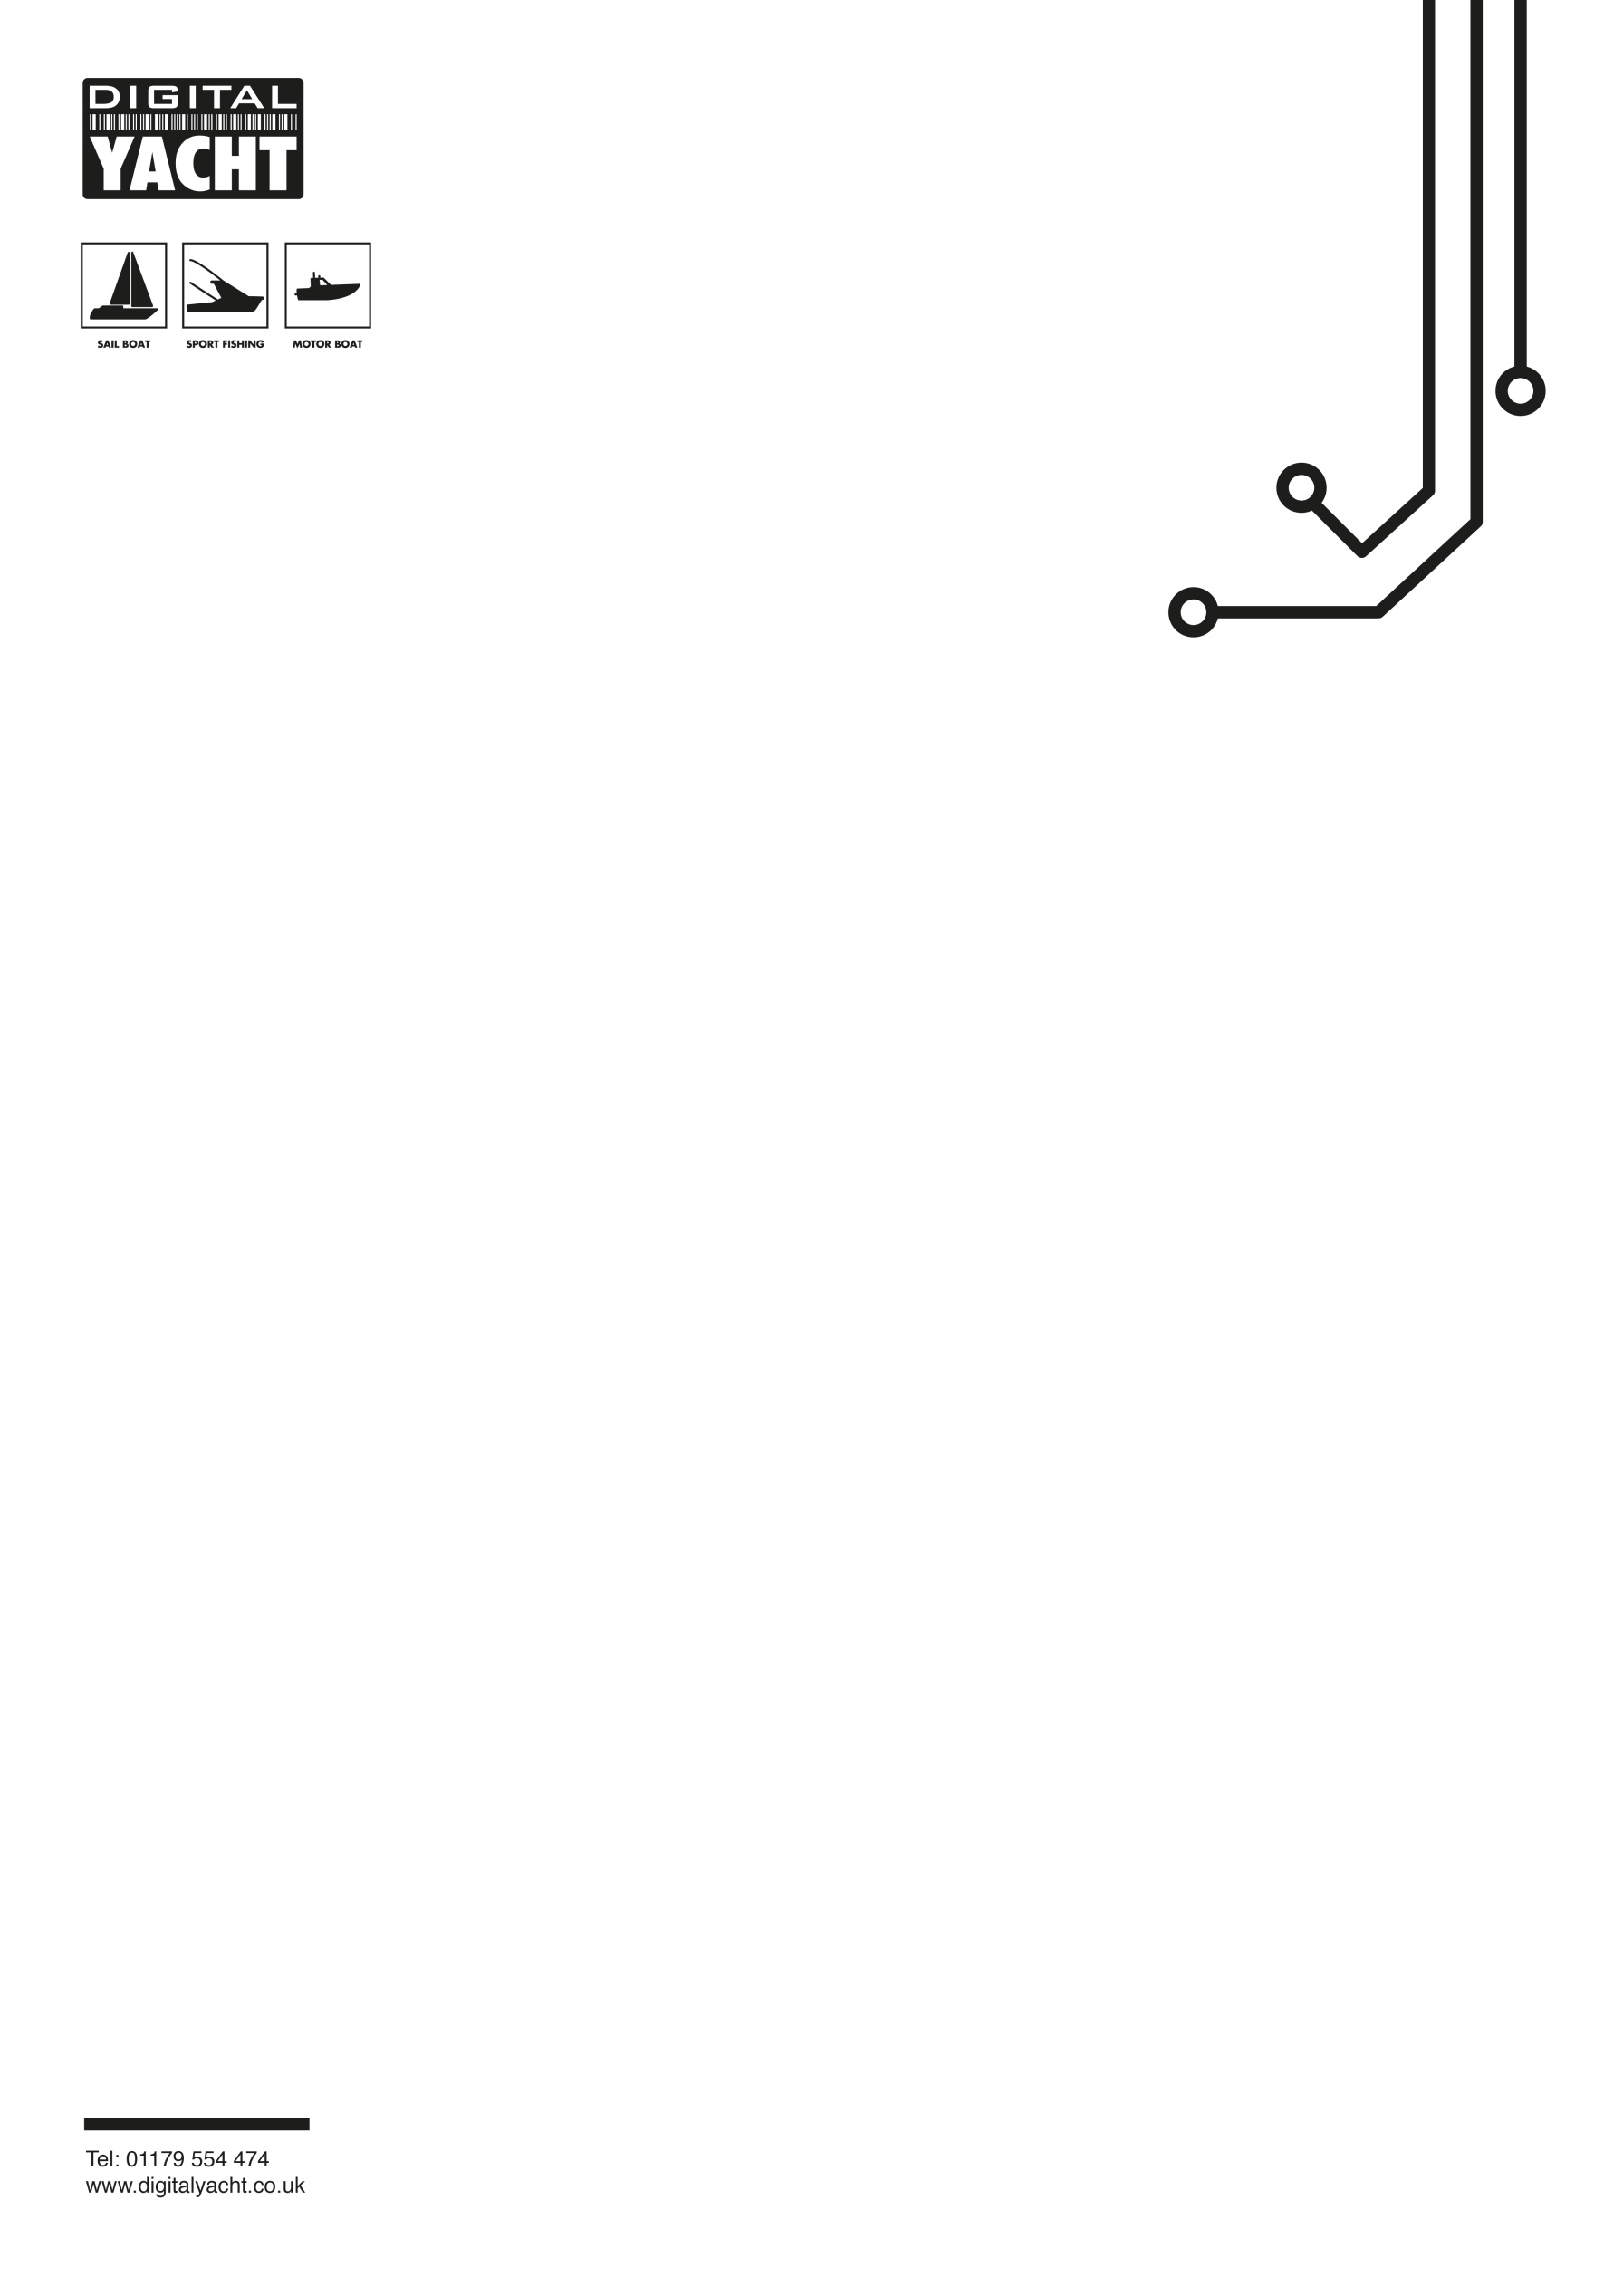 DIGITAL
YACHT
SAIL BOAT
SPORT FISHING
MOTOR BOAT
Tel: 01179 554 474
www.digitalyacht.co.uk